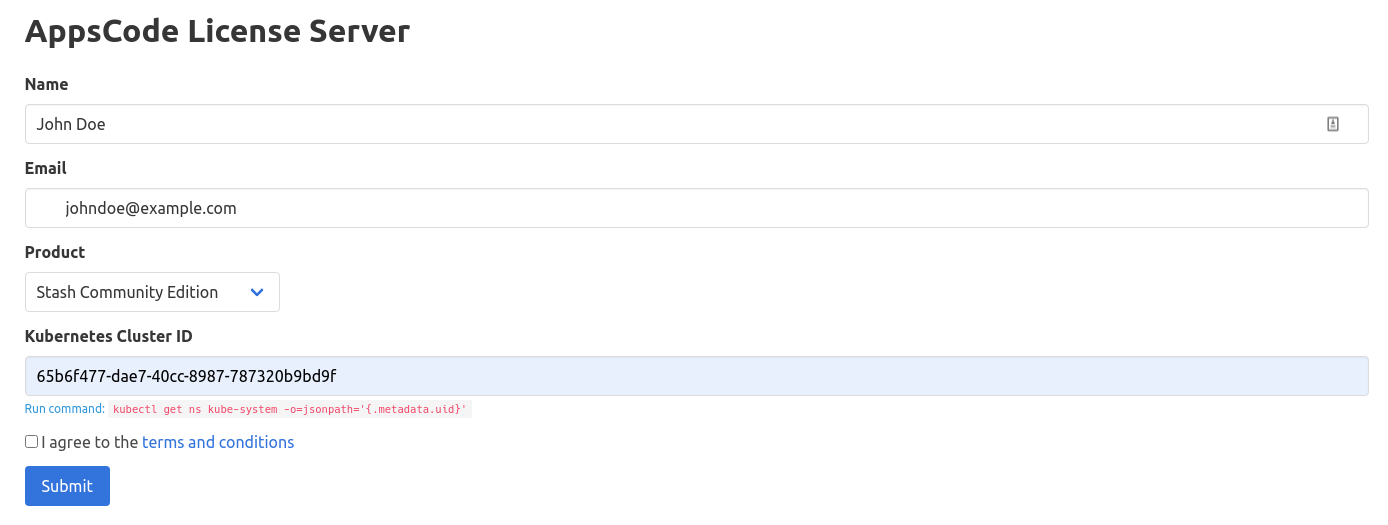 AppsCode License Server
Name
John Doe
Email
johndoe@example.com
Product
Stash Community Edition
Kubernetes Cluster ID
65b6f477-dae7-40cc-8987-787320b9bd9f
Run command: kubectl get ns kube-system -o=jsonpath='{.metadata.uid}'
I agree to the terms and conditions
Submit